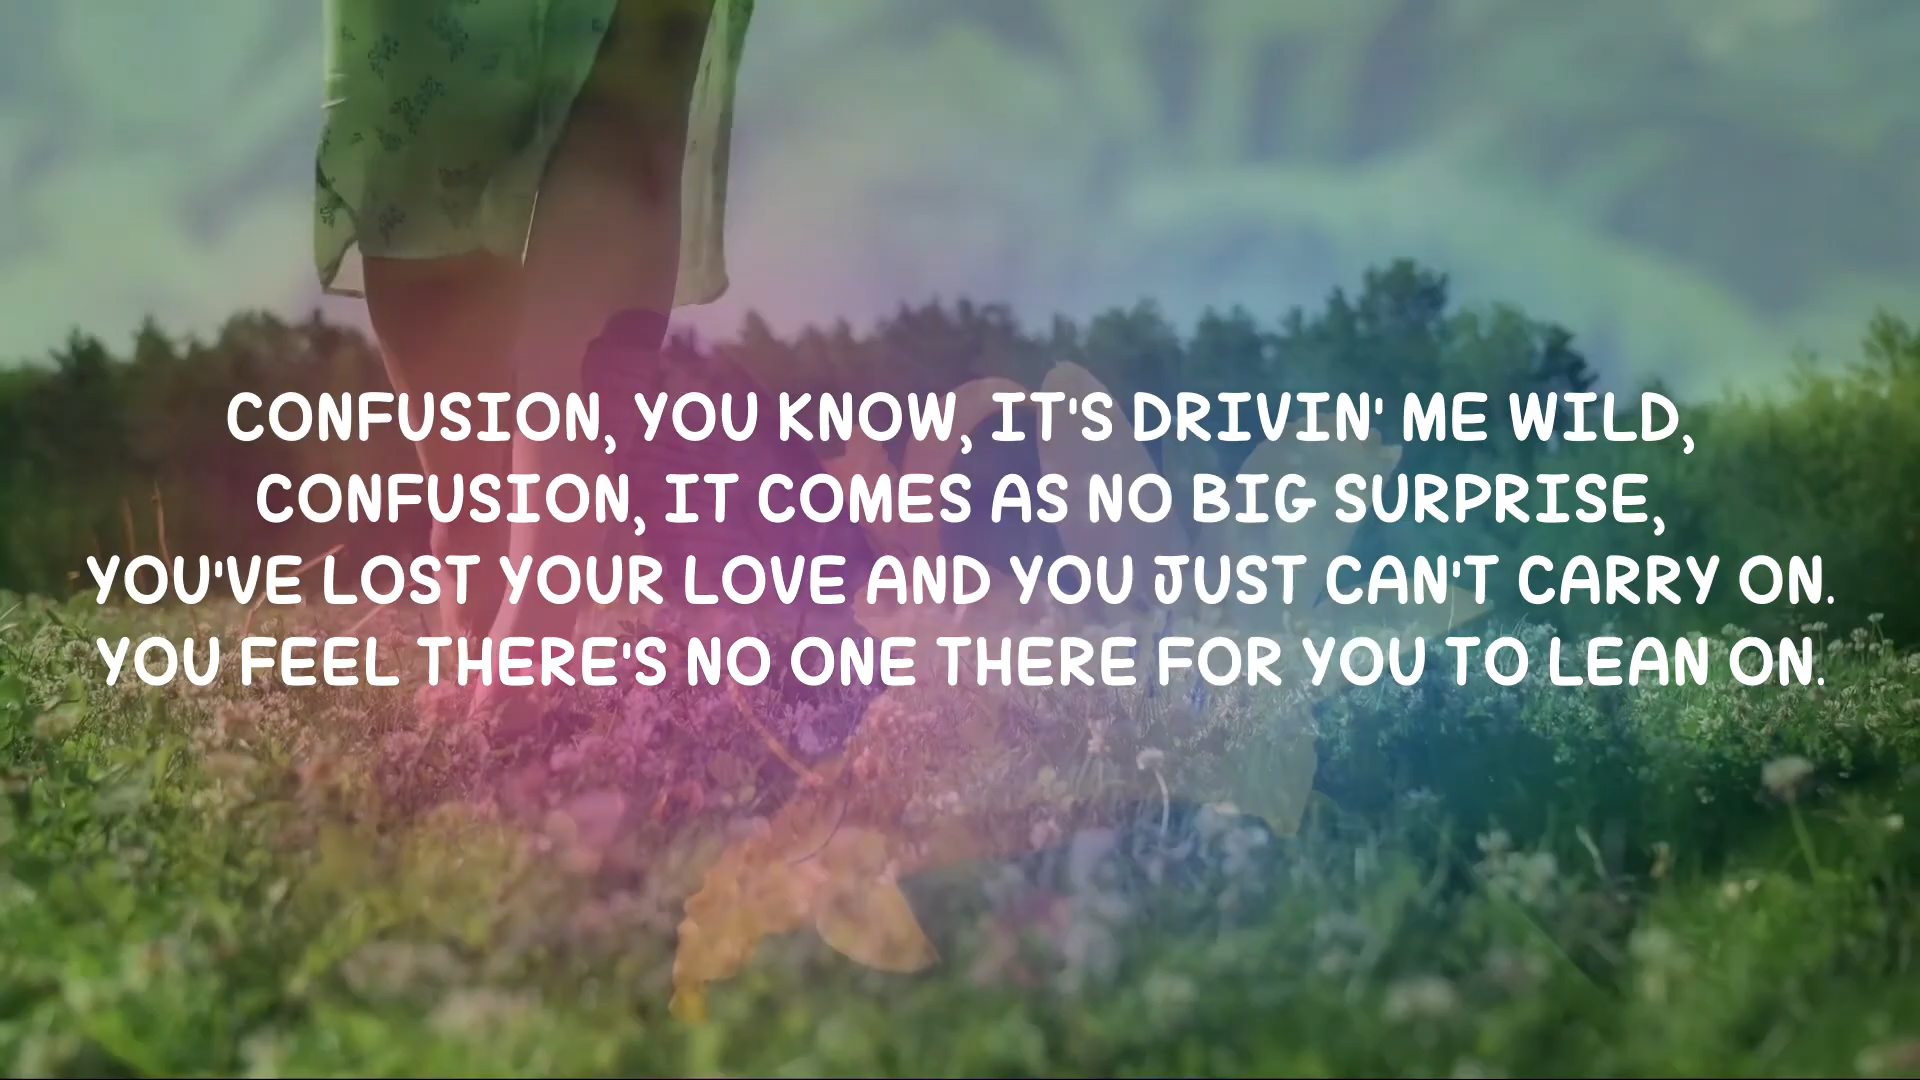 CONFUSION, YOU KNOW, IT'S DRIVIN' ME WILD,
CONFUSION, IT COMES AS NO BIG SURPRISE,
YOU'VE LOST YOUR LOVE AND YOU JUST CAN'T CARRY ON.
YOU FEEL THERE'S NO ONE THERE FOR YOU TO LEAN ON.